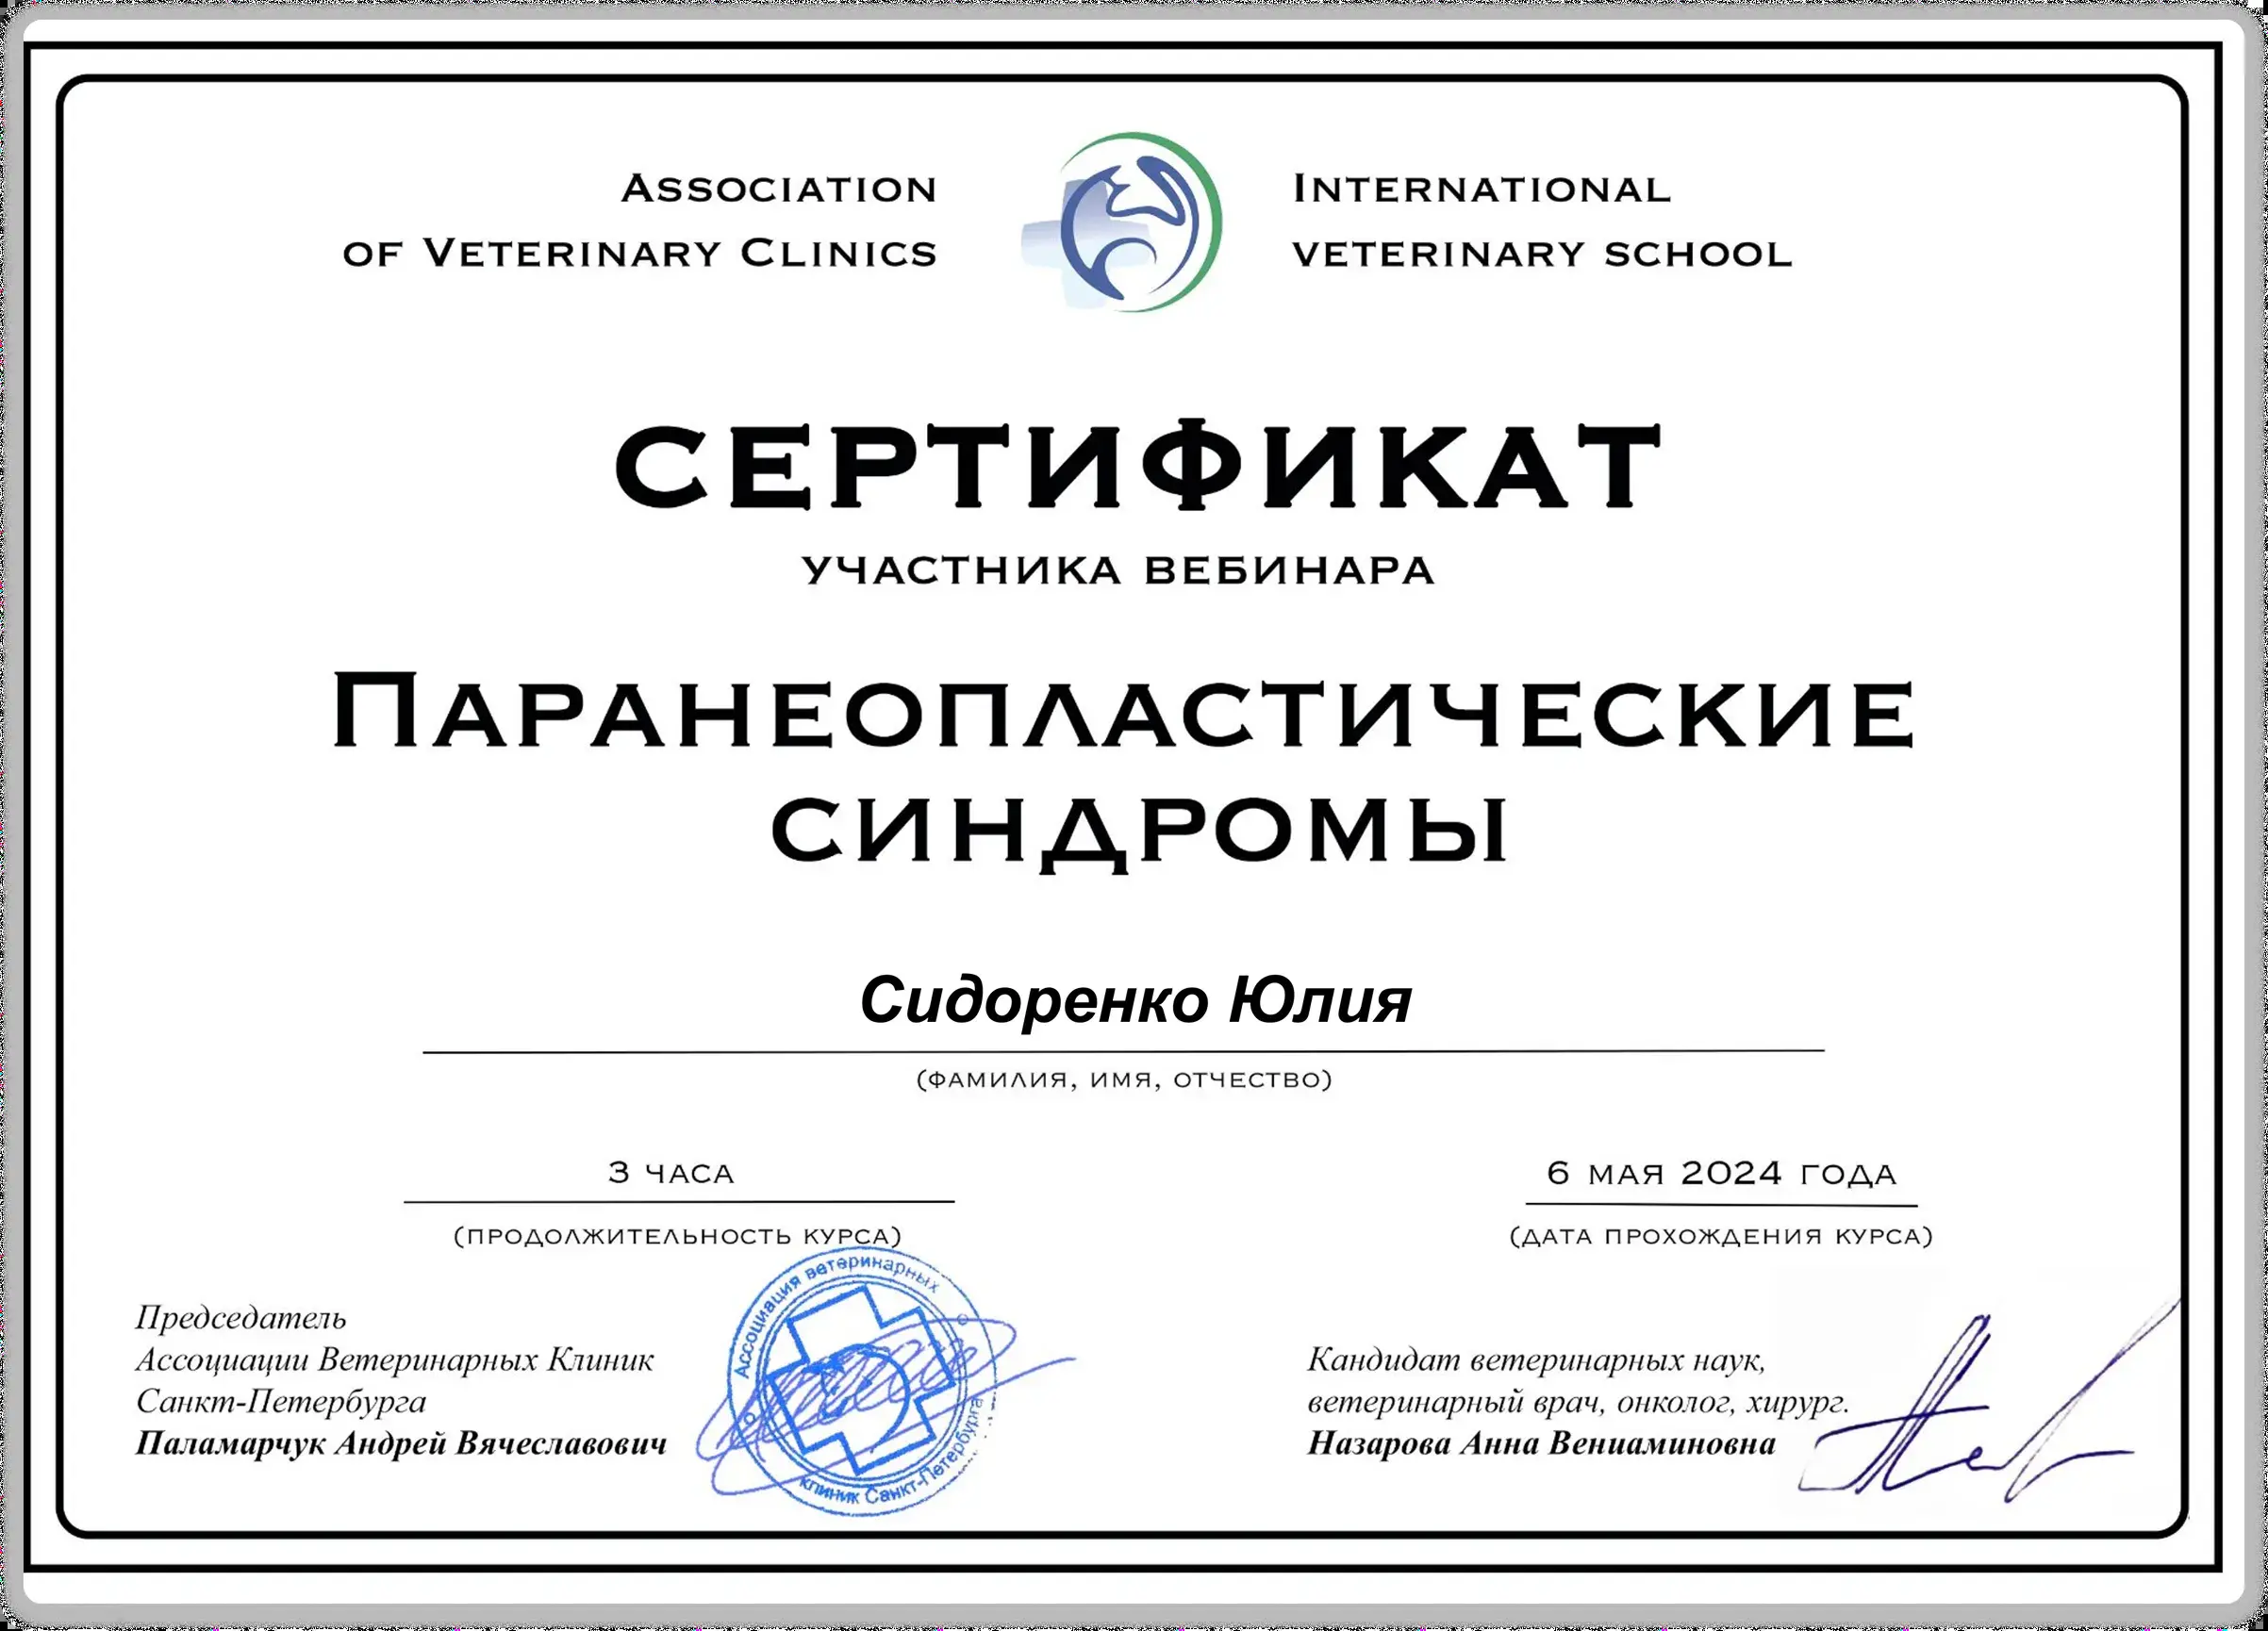 Association
of Veterinary Clinics
International
veterinary school
СЕРТИФИКАТ
участника вебинара
Паранеопластические
синдромы
Сидоренко Юлия
(фамилия, имя, отчество)
3 часа
(продолжительность курса)
6 мая 2024 года
(дата прохождения курса)
Председатель
Ассоциации Ветеринарных Клиник
Санкт-Петербурга
Паламарчук Андрей Вячеславович
Ассоциация ветеринарных
клиник Санкт-Петербурга
Кандидат ветеринарных наук,
ветеринарный врач, онколог, хирург.
Назарова Анна Вениаминовна